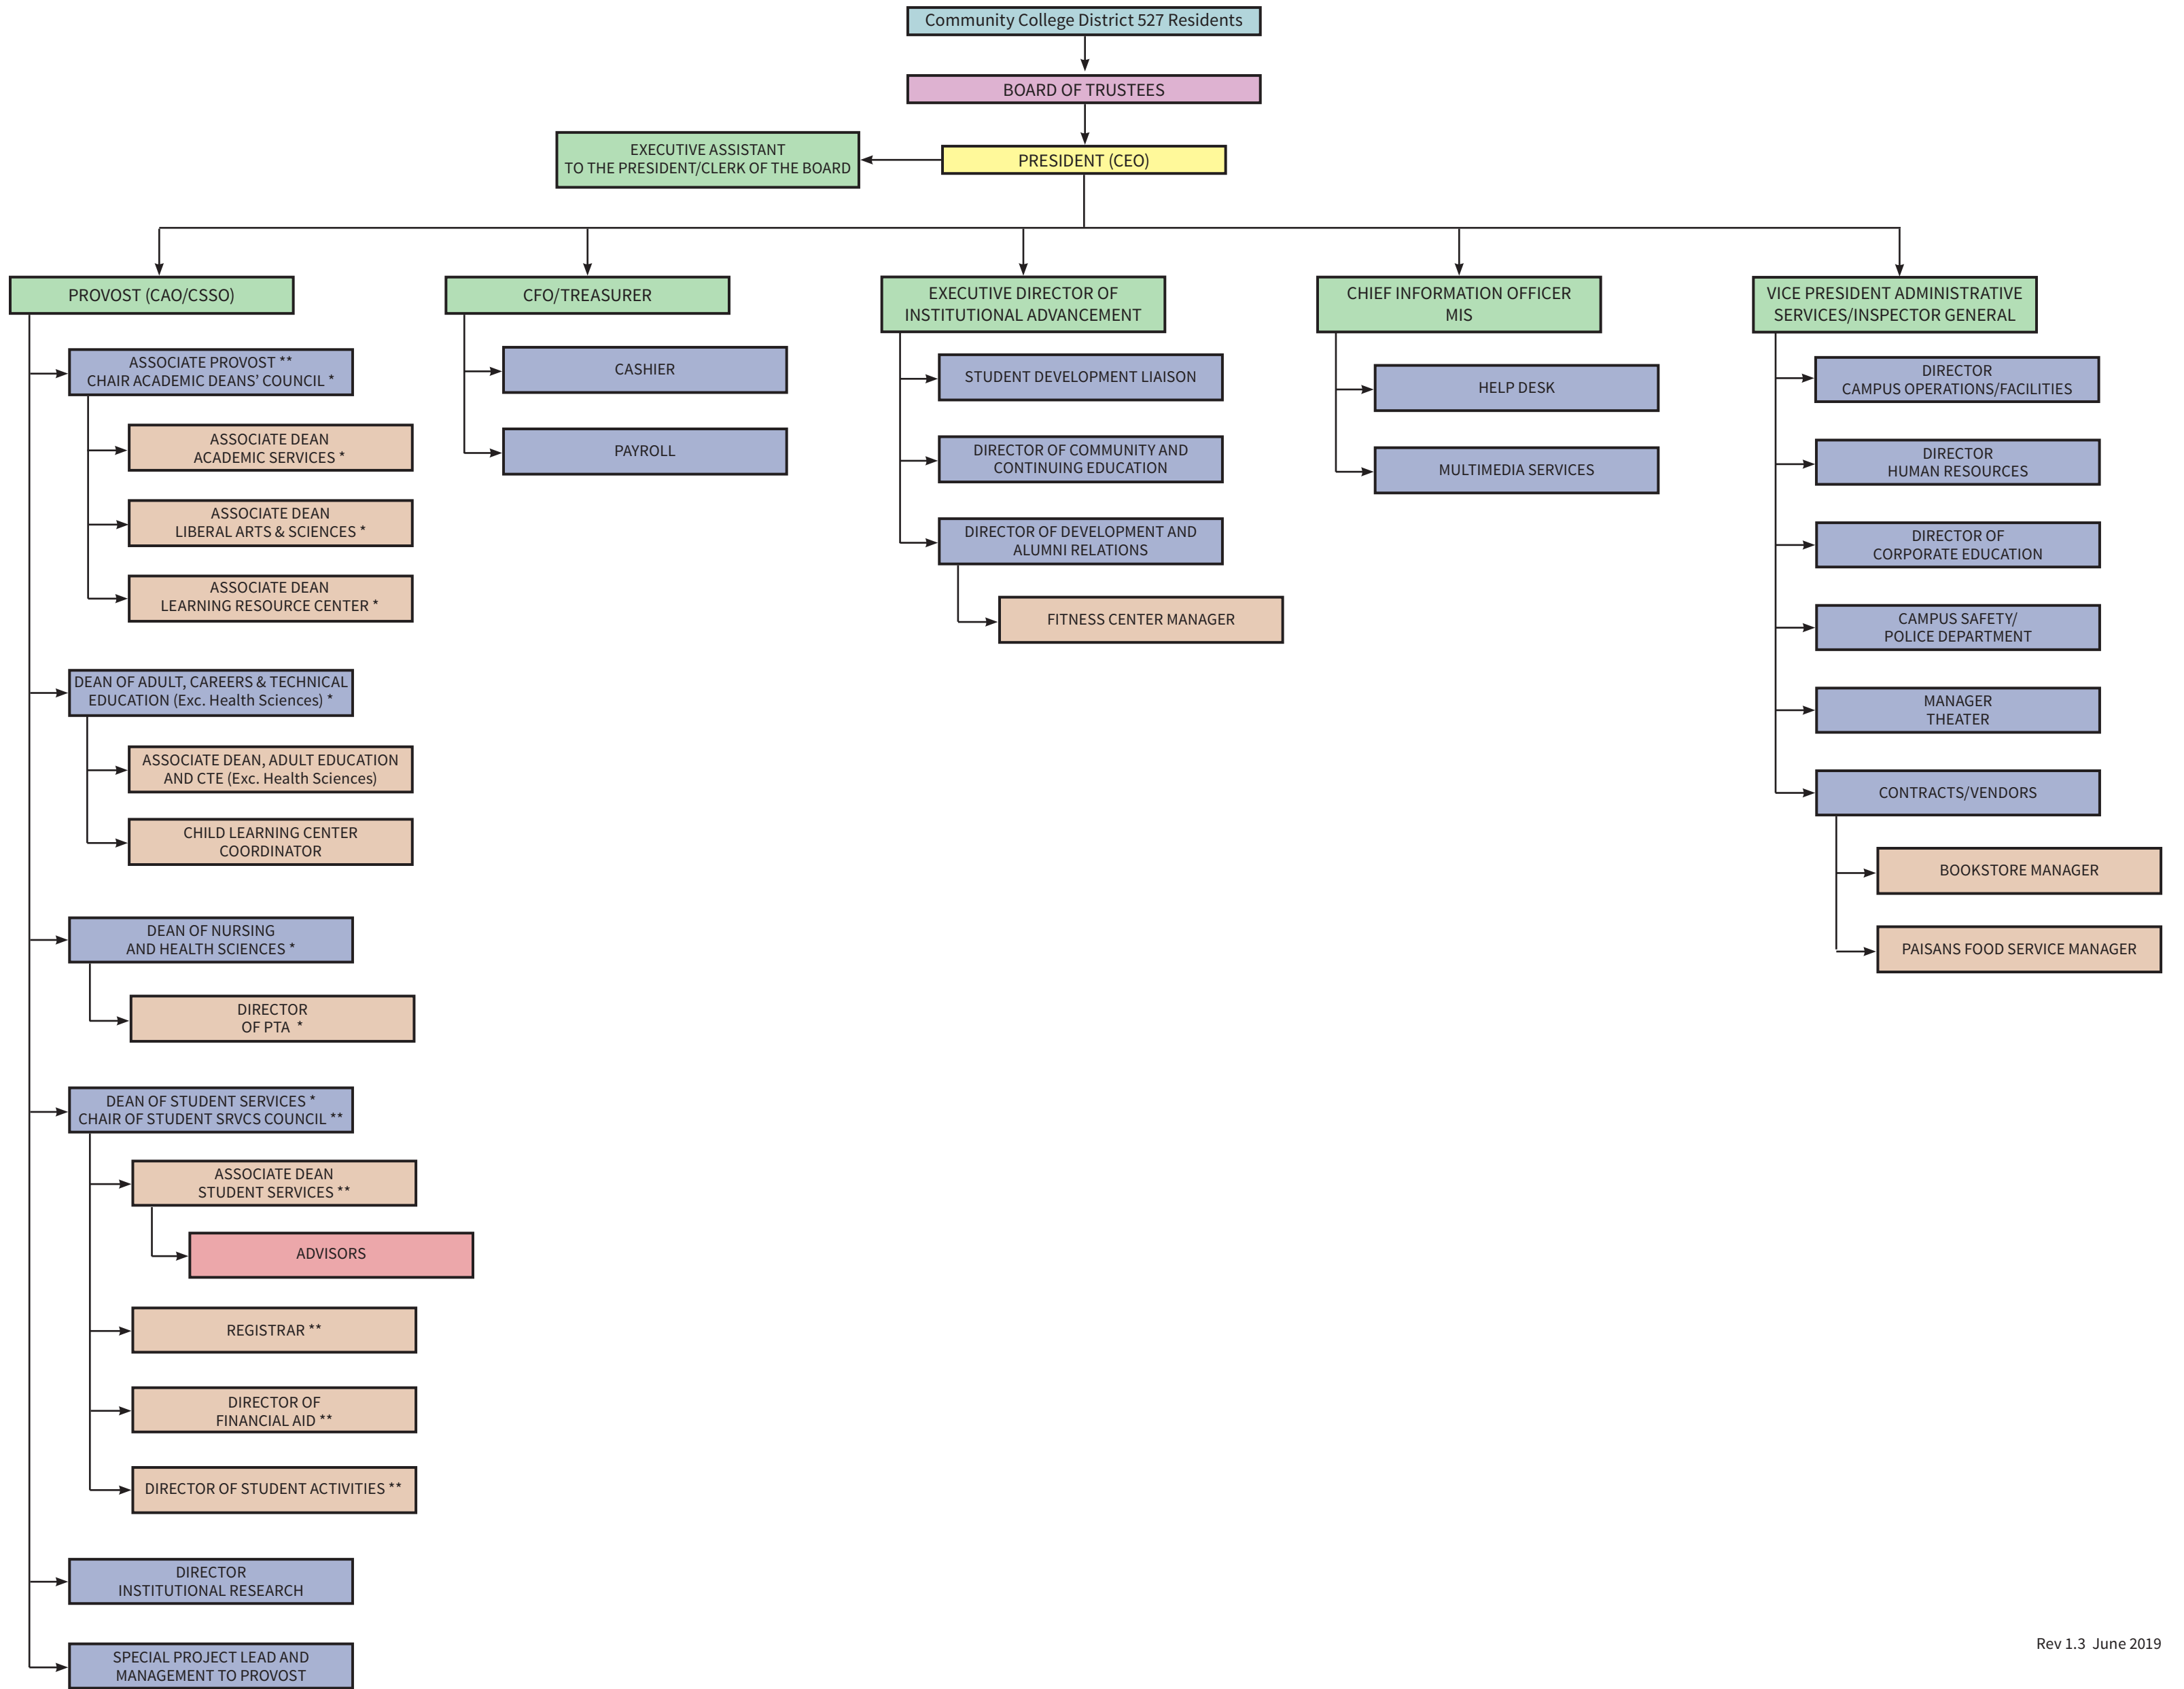 Community College District 527 Residents
BOARD OF TRUSTEES
EXECUTIVE ASSISTANT
TO THE PRESIDENT/CLERK OF THE BOARD
PRESIDENT (CEO)
PROVOST (CAO/CSSO)
ASSOCIATE PROVOST **
CHAIR ACADEMIC DEANS’ COUNCIL *
ASSOCIATE DEAN
ACADEMIC SERVICES *
ASSOCIATE DEAN
LIBERAL ARTS & SCIENCES *
ASSOCIATE DEAN
LEARNING RESOURCE CENTER *
DEAN OF ADULT, CAREERS & TECHNICAL
EDUCATION (Exc. Health Sciences) *
ASSOCIATE DEAN, ADULT EDUCATION
AND CTE (Exc. Health Sciences)
CHILD LEARNING CENTER
COORDINATOR
DEAN OF NURSING
AND HEALTH SCIENCES *
DIRECTOR
OF PTA *
DEAN OF STUDENT SERVICES *
CHAIR OF STUDENT SRVCS COUNCIL **
ASSOCIATE DEAN
STUDENT SERVICES **
ADVISORS
REGISTRAR **
DIRECTOR OF
FINANCIAL AID **
DIRECTOR OF STUDENT ACTIVITIES **
DIRECTOR
INSTITUTIONAL RESEARCH
SPECIAL PROJECT LEAD AND
MANAGEMENT TO PROVOST
CFO/TREASURER
CASHIER
PAYROLL
EXECUTIVE DIRECTOR OF
INSTITUTIONAL ADVANCEMENT
STUDENT DEVELOPMENT LIAISON
DIRECTOR OF COMMUNITY AND
CONTINUING EDUCATION
DIRECTOR OF DEVELOPMENT AND
ALUMNI RELATIONS
FITNESS CENTER MANAGER
CHIEF INFORMATION OFFICER
MIS
HELP DESK
MULTIMEDIA SERVICES
VICE PRESIDENT ADMINISTRATIVE
SERVICES/INSPECTOR GENERAL
DIRECTOR
CAMPUS OPERATIONS/FACILITIES
DIRECTOR
HUMAN RESOURCES
DIRECTOR OF
CORPORATE EDUCATION
CAMPUS SAFETY/
POLICE DEPARTMENT
MANAGER
THEATER
CONTRACTS/VENDORS
BOOKSTORE MANAGER
PAISANS FOOD SERVICE MANAGER
Rev 1.3 June 2019